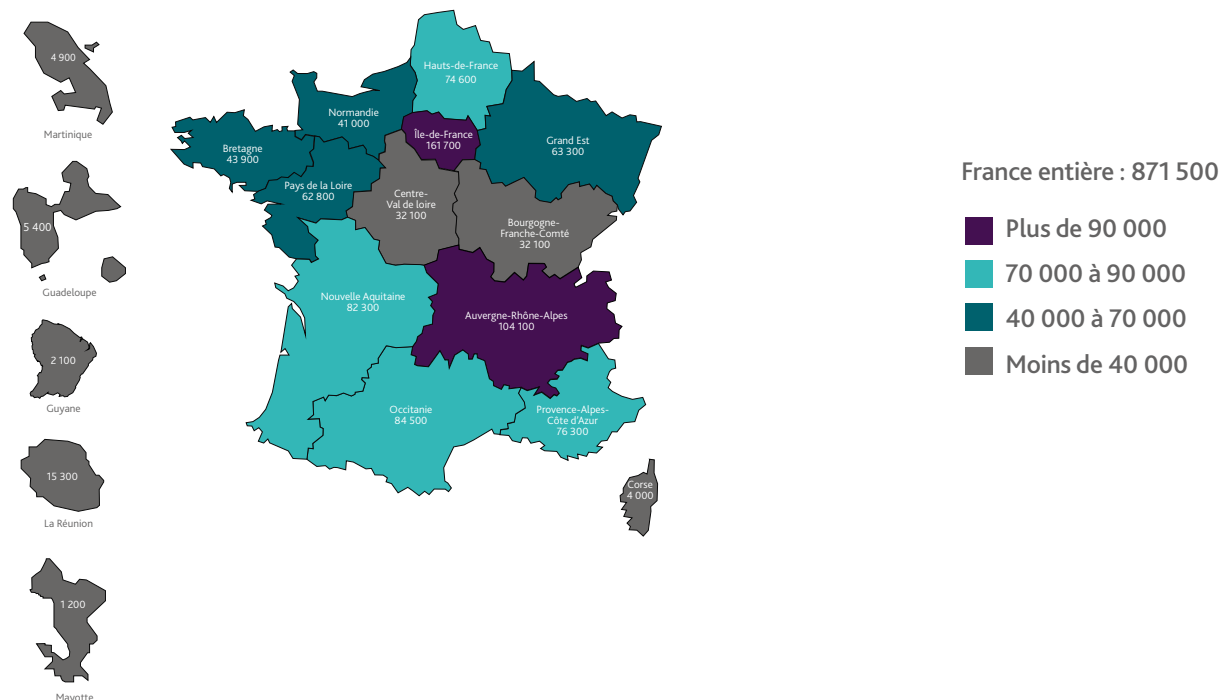 4 900
Martinique
5 400
Guadeloupe
2 100
Guyane
15 300
La Réunion
1 200
Mayotte
Hauts-de-France
74 600
Normandie
41 000
Île-de-France
161 700
Grand Est
63 300
Bretagne
43 900
Pays de la Loire
62 800
Centre-
Val de loire
32 100
Bourgogne-
Franche-Comté
32 100
Nouvelle Aquitaine
82 300
Auvergne-Rhône-Alpes
104 100
Occitanie
84 500
Provence-Alpes-
Côte d'Azur
76 300
Corse
4 000
France entière : 871 500
Plus de 90 000
70 000 à 90 000
40 000 à 70 000
Moins de 40 000